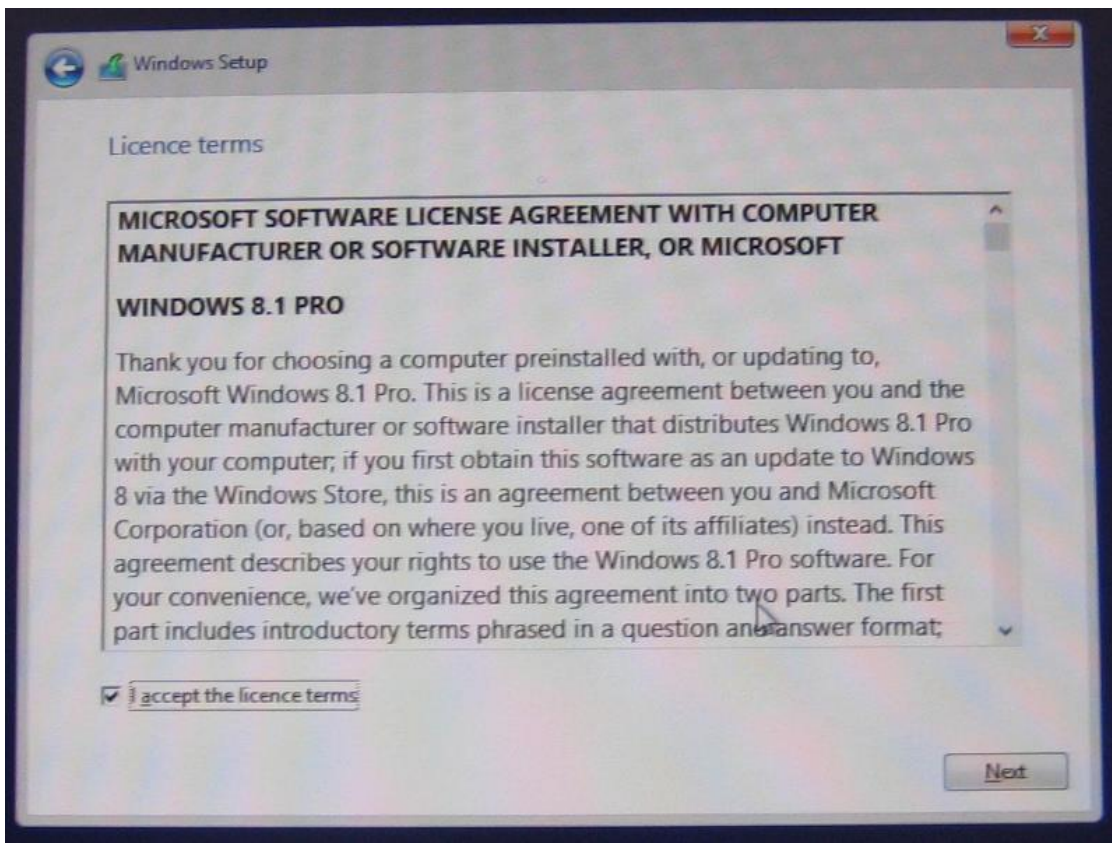 Windows Setup
Licence terms
MICROSOFT SOFTWARE LICENSE AGREEMENT WITH COMPUTER
MANUFACTURER OR SOFTWARE INSTALLER, OR MICROSOFT
WINDOWS 8.1 PRO
Thank you for choosing a computer preinstalled with, or updating to,
Microsoft Windows 8.1 Pro. This is a license agreement between you and the
computer manufacturer or software installer that distributes Windows 8.1 Pro
with your computer; if you first obtain this software as an update to Windows
8 via the Windows Store, this is an agreement between you and Microsoft
Corporation (or, based on where you live, one of its affiliates) instead. This
agreement describes your rights to use the Windows 8.1 Pro software. For
your convenience, we've organized this agreement into two parts. The first
part includes introductory terms phrased in a question and answer format;
I accept the licence terms
Next